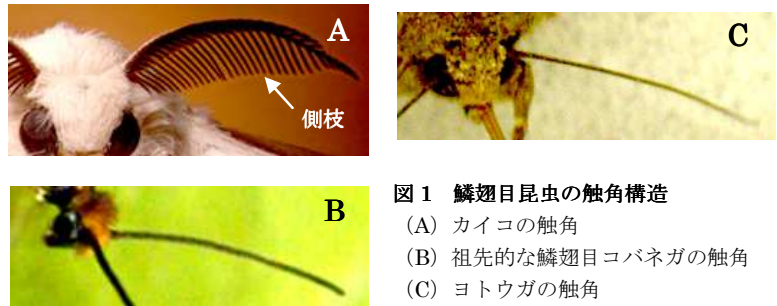 A
側枝
C
B
図1 鱗翅目昆虫の触角構造
(A) カイコの触角
(B) 祖先的な鱗翅目コバネガの触角
(C) ヨトウガの触角